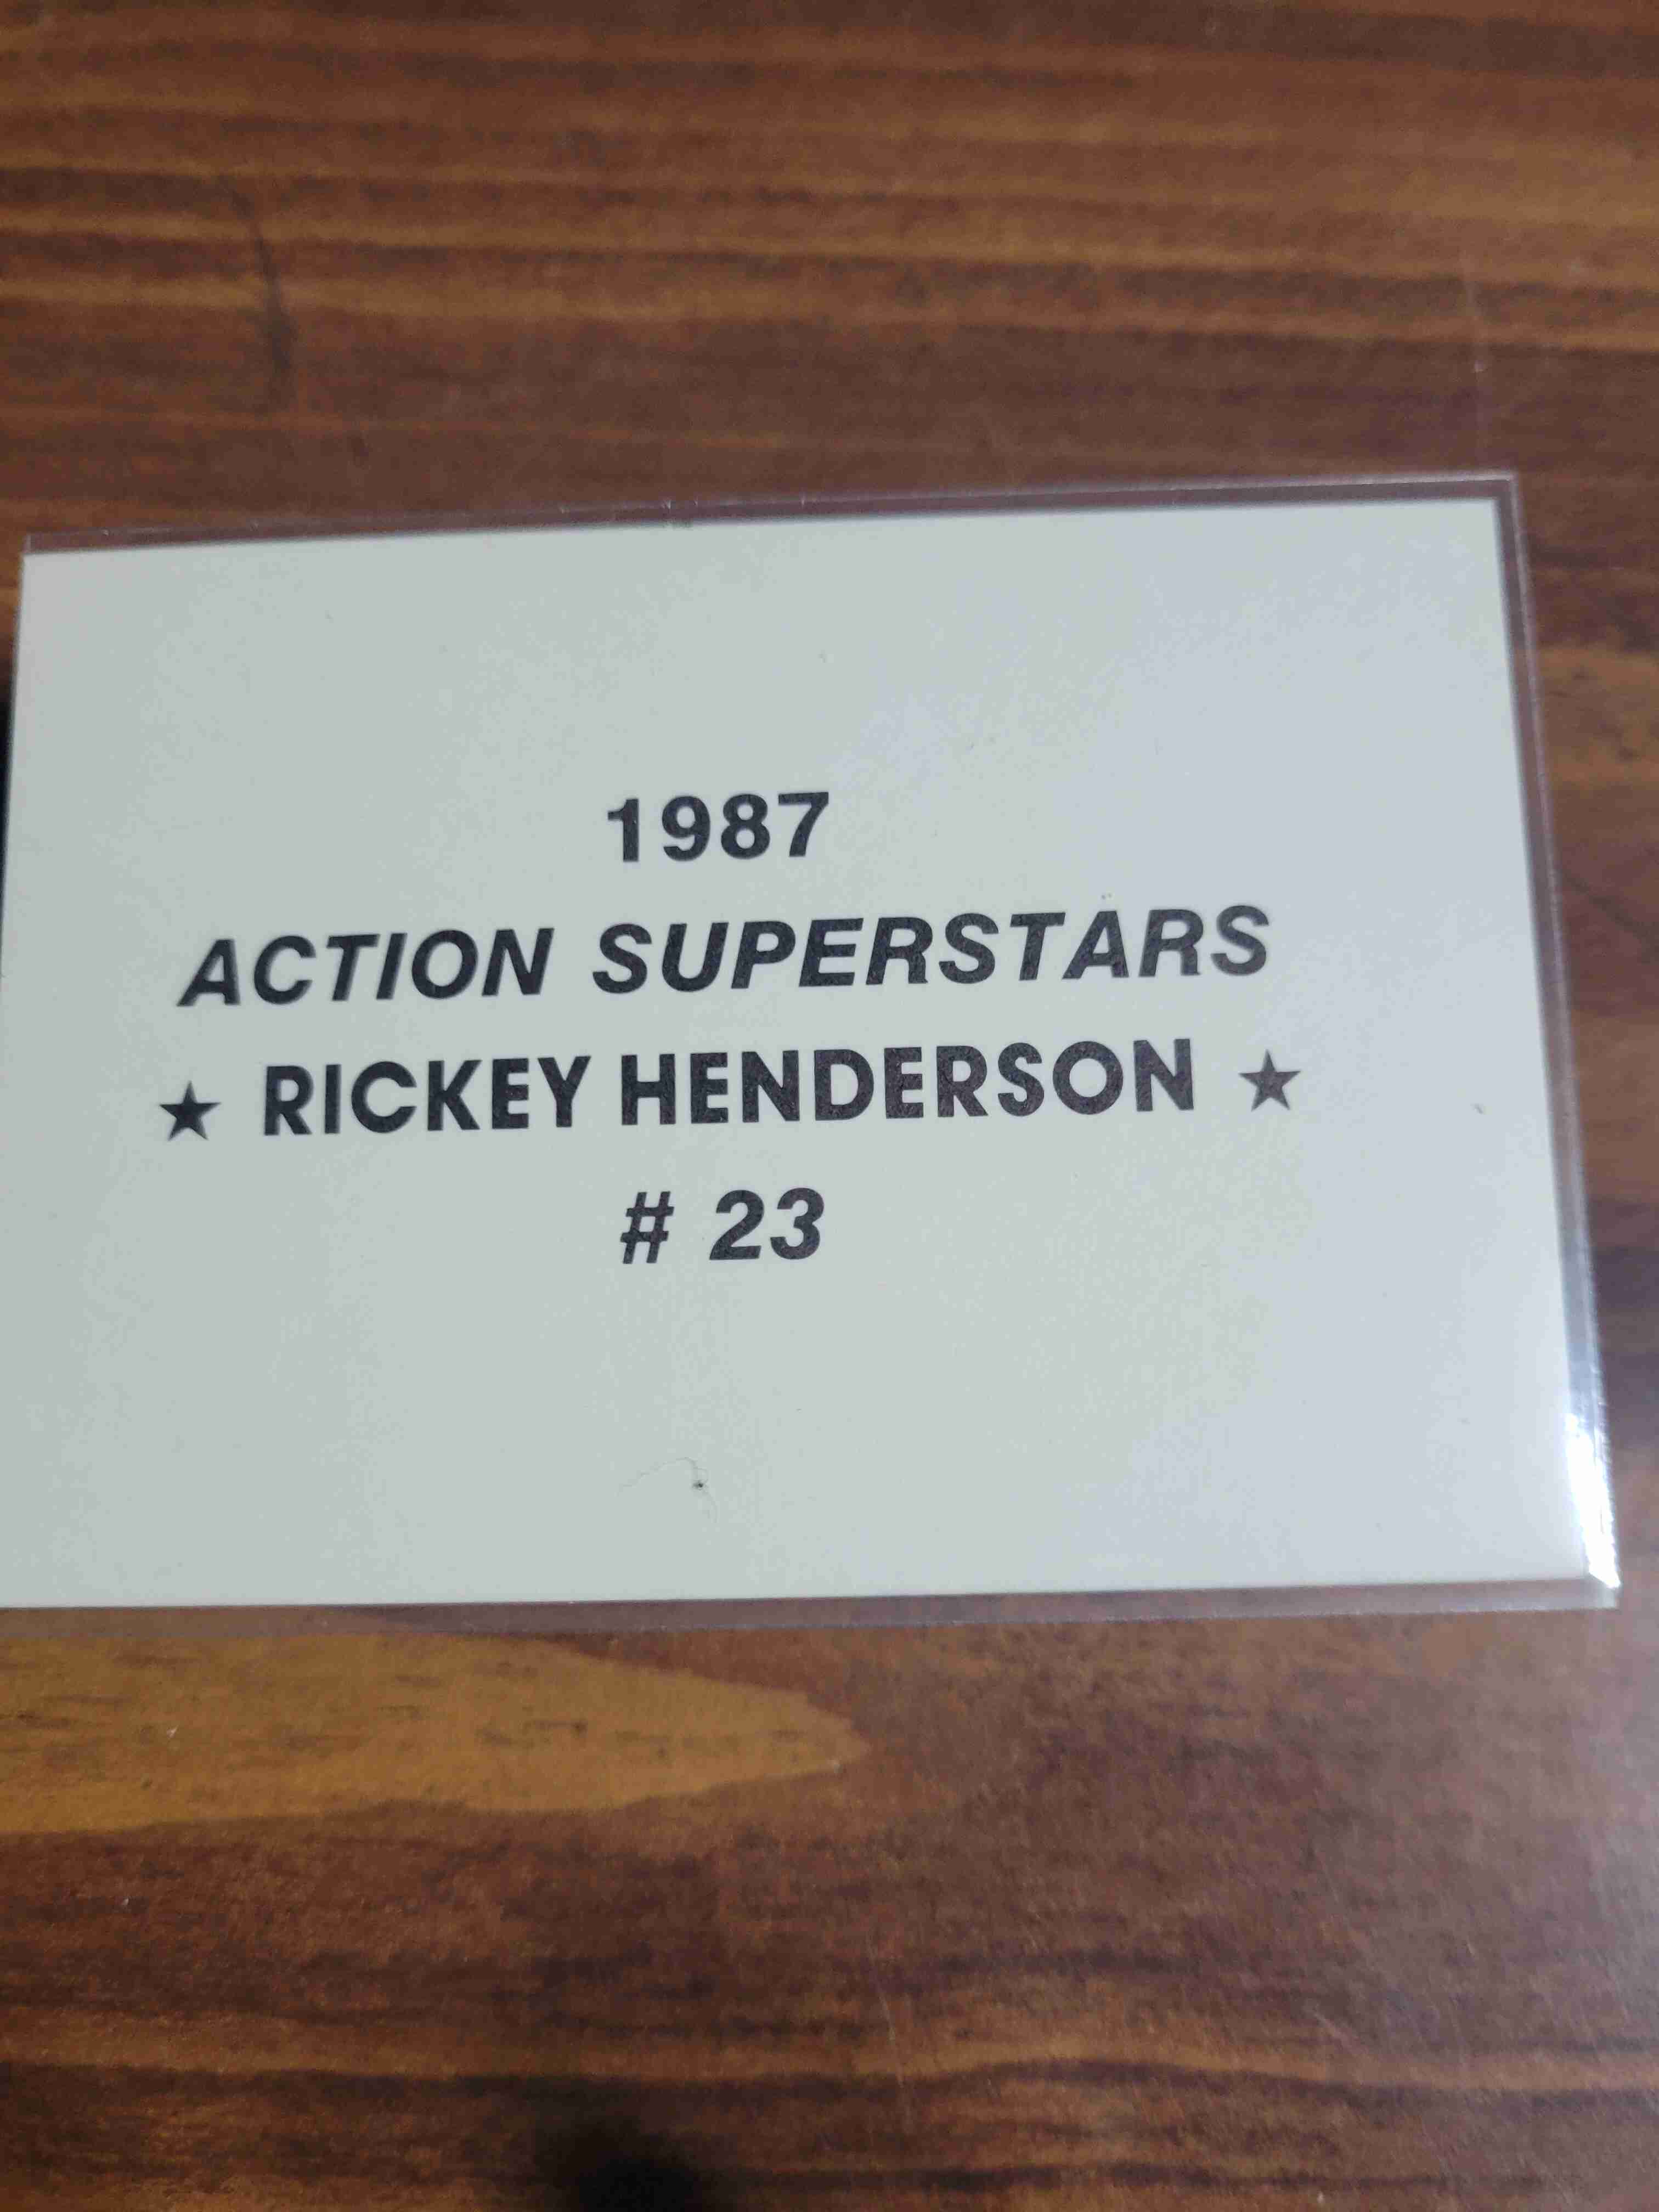 1987
ACTION SUPERSTARS
★ RICKEY HENDERSON ★
# 23